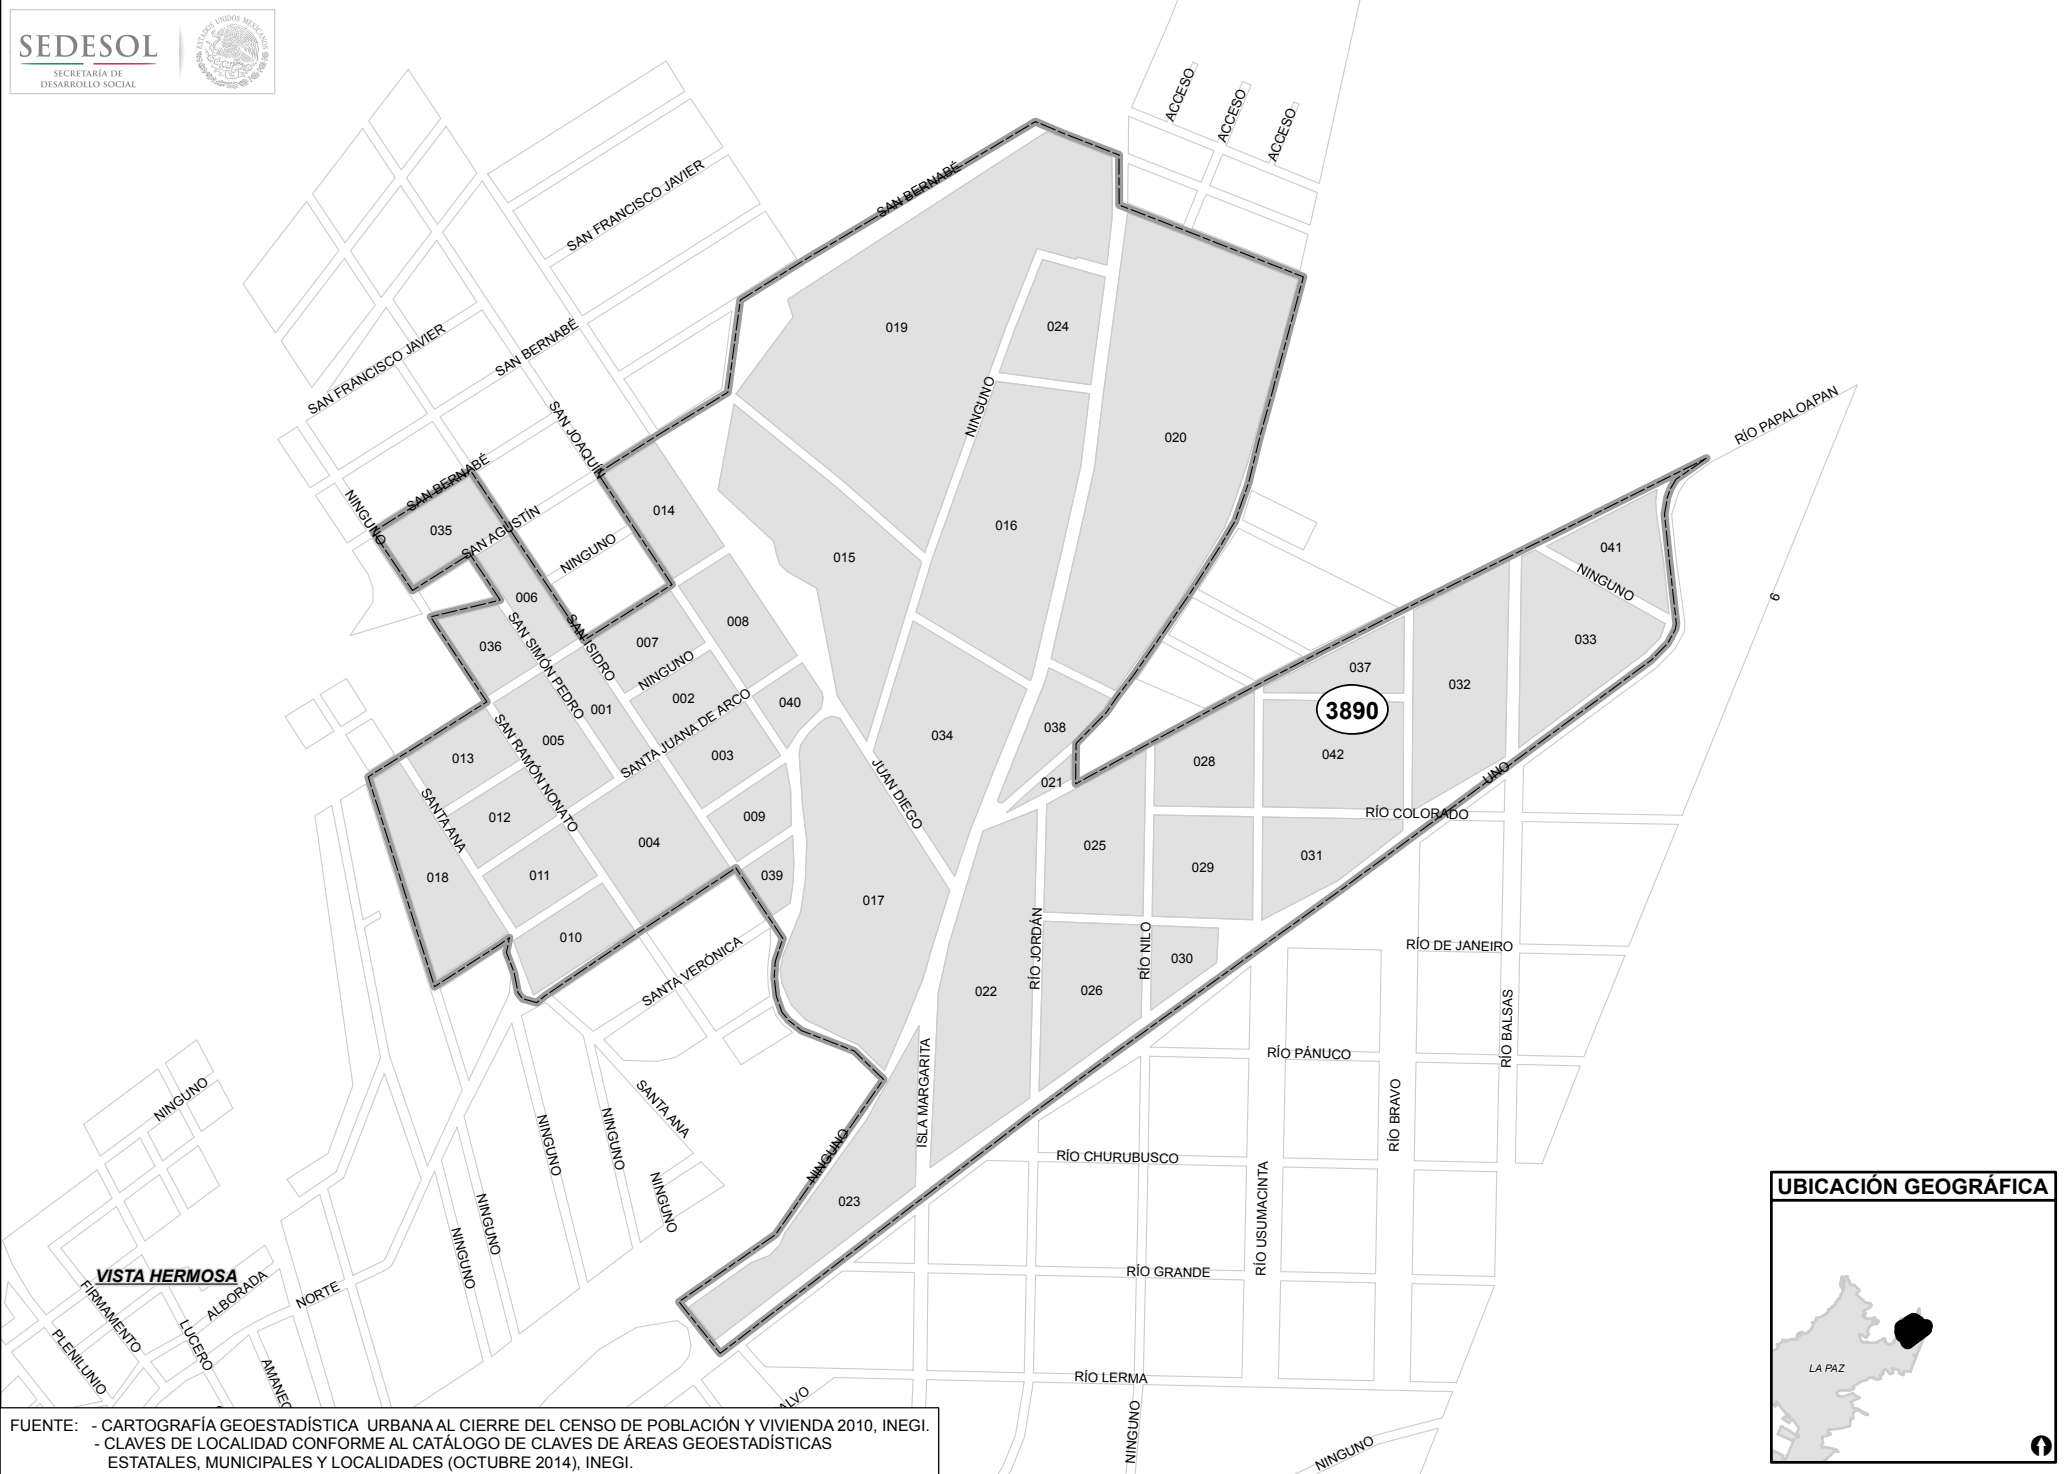 SEDESOL
SECRETARÍA DE
DESARROLLO SOCIAL
ESTADOS UNIDOS MEXICANOS
ACCESO
ACCESO
ACCESO
SAN FRANCISCO JAVIER
SAN BERNABÉ
SAN FRANCISCO JAVIER
SAN BERNABÉ
SAN JOAQUÍN
SAN BERNABÉ
NINGUNO
SAN AGUSTÍN
NINGUNO
NINGUNO
RÍO PAPALOAPAN
019
024
020
014
016
015
035
041
NINGUNO
6
006
SAN SIMÓN PEDRO
SAN ISIDRO
036
007
008
NINGUNO
033
037
032
3890
002
001
040
SANTA JUANA DE ARCO
005
SAN RAMÓN NONATO
013
003
034
038
042
028
021
UNO
JUAN DIEGO
SANTA ANA
012
009
004
RÍO COLORADO
025
029
031
018
011
039
017
010
SANTA VERÓNICA
RÍO JORDÁN
RÍO NILO
030
022
026
RÍO DE JANEIRO
RÍO BALSAS
RÍO PÁNUCO
RÍO BRAVO
ISLA MARGARITA
NINGUNO
SANTA ANA
NINGUNO
NINGUNO
NINGUNO
NINGUNO
RÍO CHURUBUSCO
RÍO USUMACINTA
023
NINGUNO
NINGUNO
RÍO GRANDE
VISTA HERMOSA
FIRMAMENTO
ALBORADA
NORTE
PLENILUNIO
LUCERO
AMANEC
RÍO LERMA
ALVO
NINGUNO
NINGUNO
UBICACIÓN GEOGRÁFICA
LA PAZ
FUENTE: - CARTOGRAFÍA GEOESTADÍSTICA URBANA AL CIERRE DEL CENSO DE POBLACIÓN Y VIVIENDA 2010, INEGI.
- CLAVES DE LOCALIDAD CONFORME AL CATÁLOGO DE CLAVES DE ÁREAS GEOESTADÍSTICAS
ESTATALES, MUNICIPALES Y LOCALIDADES (OCTUBRE 2014), INEGI.